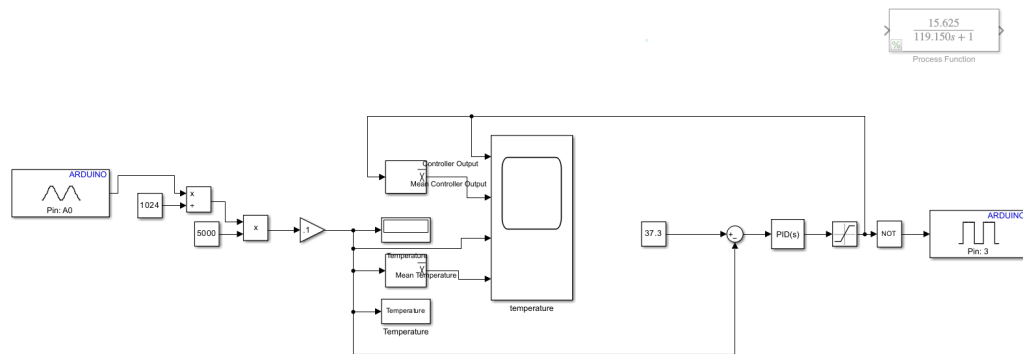 15.625
119.150s + 1
%
Process Function
ARDUINO
Pin: A0
1024
x
÷
5000
x
.1
Controller Output
Mean Controller Output
Temperature
Mean Temperature
Temperature
Temperature
temperature
37.3
+
−
PID(s)
NOT
ARDUINO
Pin: 3